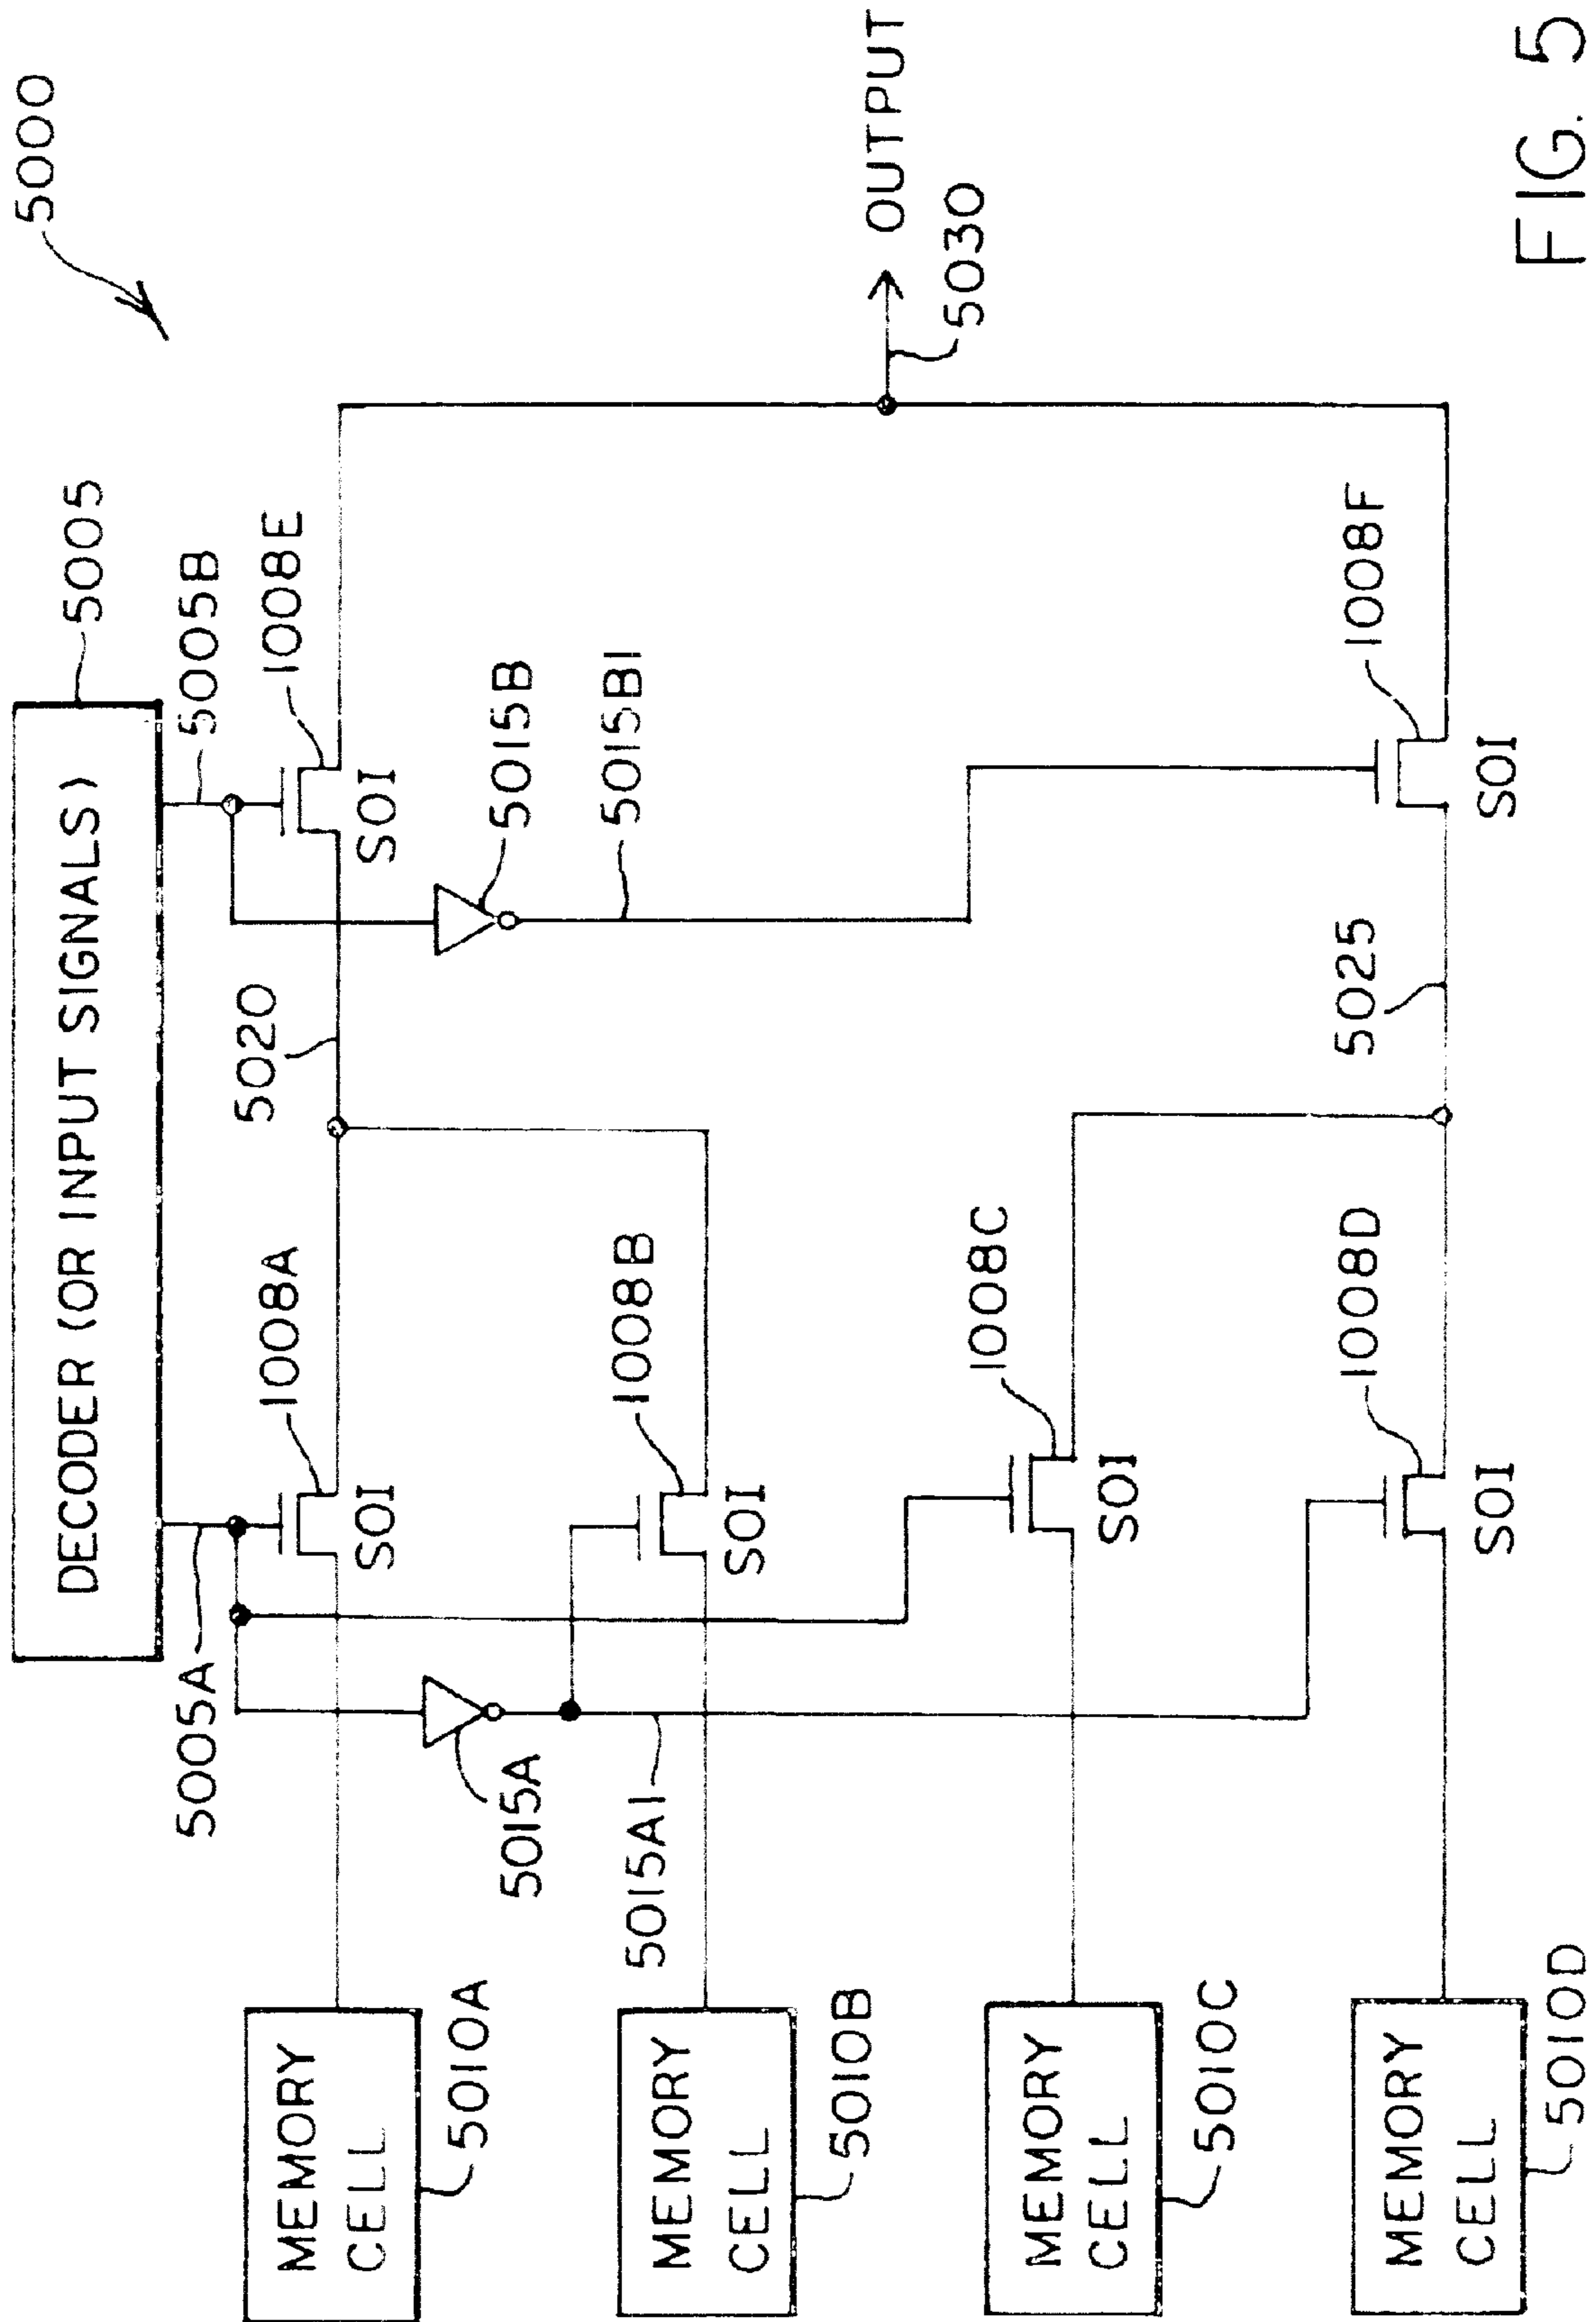 5000
DECODER (OR INPUT SIGNALS)
5005
5005A
5005B
1008A
SOI
1008E
SOI
5020
MEMORY
CELL
5010A
5015A
5015B
5015A1
5015B1
1008B
SOI
MEMORY
CELL
5010B
OUTPUT
5030
1008C
SOI
MEMORY
CELL
5010C
5025
1008F
SOI
1008D
SOI
MEMORY
CELL
5010D
FIG. 5